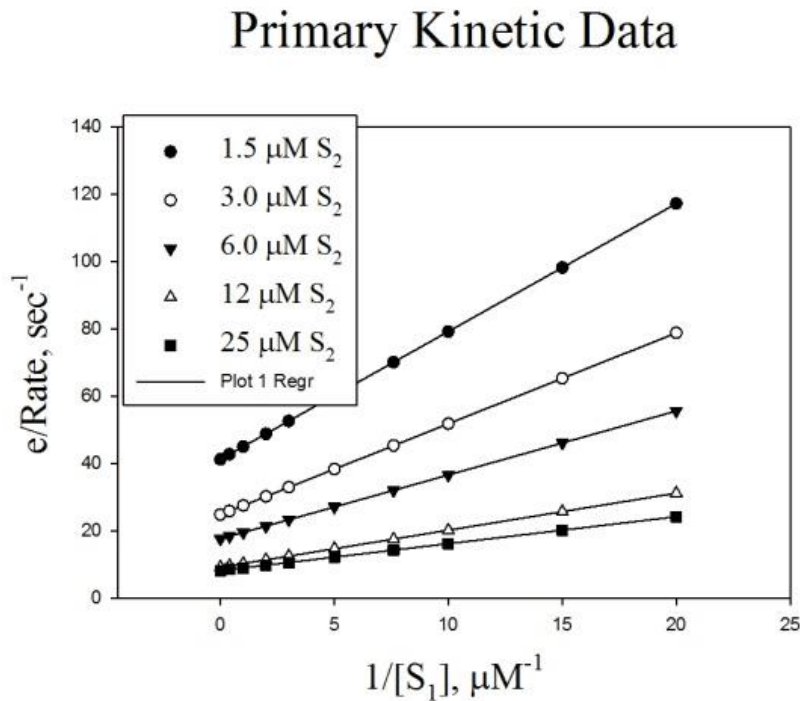 Primary Kinetic Data
140
120
100
80
60
40
20
0
e/Rate, sec⁻¹
1.5 μM S₂
3.0 μM S₂
6.0 μM S₂
12 μM S₂
25 μM S₂
Plot 1 Regr
0 5 10 15 20 25
1/[S₁], μM⁻¹